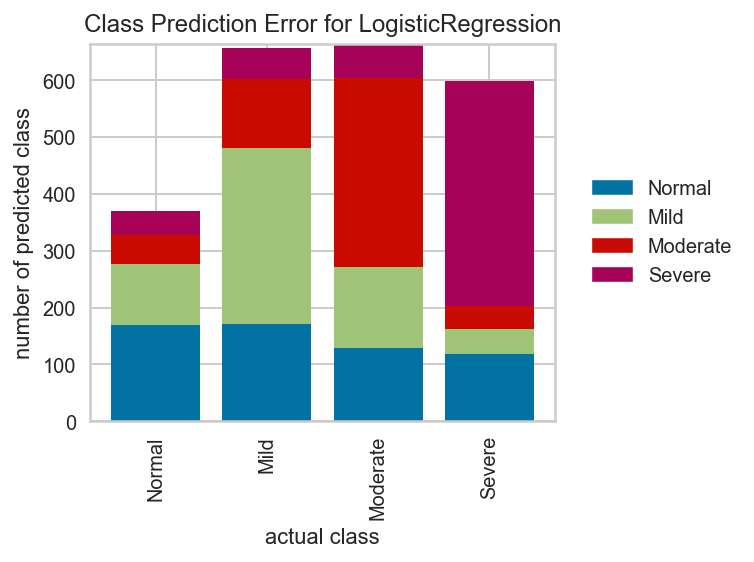 Class Prediction Error for LogisticRegression
number of predicted class
600
500
400
300
200
100
0
Normal
Mild
Moderate
Severe
actual class
Normal
Mild
Moderate
Severe